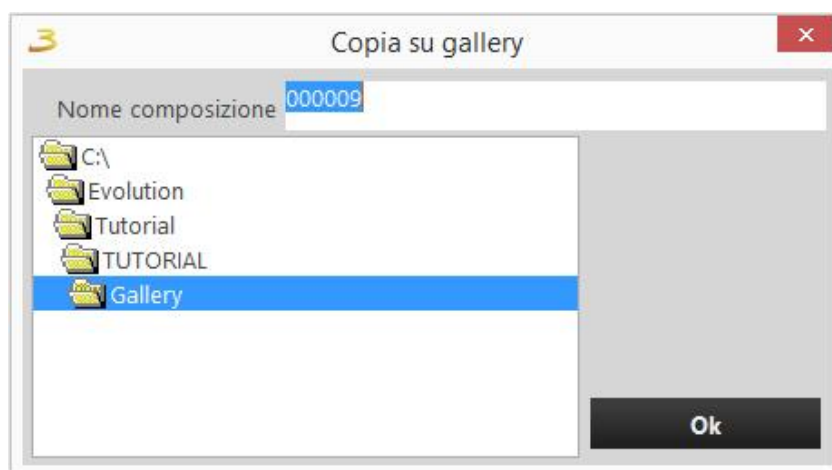 Copia su gallery
Nome composizione 000009
C:\
Evolution
Tutorial
TUTORIAL
Gallery
Ok